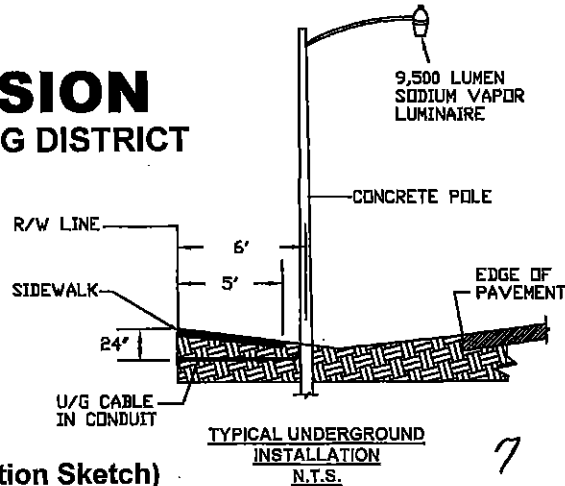 SION
G DISTRICT
9,500 LUMEN
SODIUM VAPOR
LUMINAIRE
CONCRETE POLE
R/W LINE
6'
5'
SIDEWALK
EDGE OF
PAVEMENT
24"
U/G CABLE
IN CONDUIT
TYPICAL UNDERGROUND
INSTALLATION
N.T.S.
tion Sketch)
7